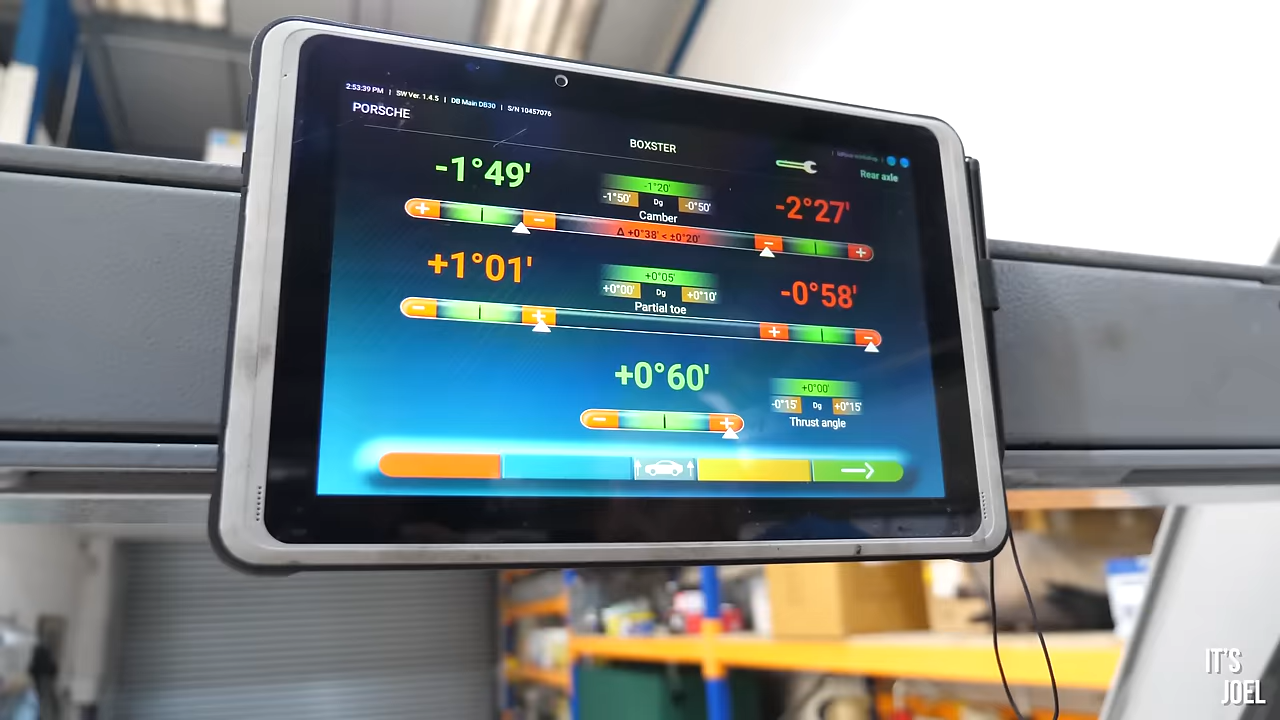 2:53:39 PM | SW Ver. 1.4.5 | DB Main DB30 | S/N 10457076
PORSCHE
BOXSTER
Rear axle
-1°49'
-1°20'
-1°50' Dg -0°50'
Camber
-2°27'
+ - - +
Δ +0°38' < ±0°20'
+1°01'
+0°05'
+0°00' Dg +0°10'
Partial toe
-0°58'
- + + -
+0°60'
- +
+0°00'
-0°15' Dg +0°15'
Thrust angle
IT'S
JOEL